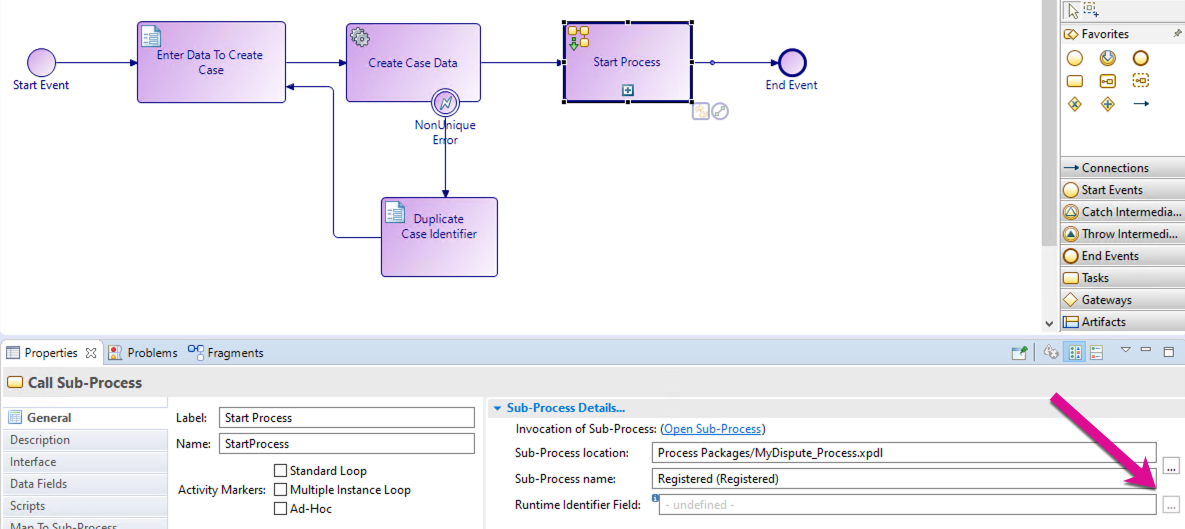 Start Event
Enter Data To Create
Case
Create Case Data
Start Process
End Event
NonUnique
Error
Duplicate
Case Identifier
Favorites
Connections
Start Events
Catch Intermedia...
Throw Intermedi...
End Events
Tasks
Gateways
Artifacts
Properties
Problems
Fragments
Call Sub-Process
General
Description
Interface
Data Fields
Scripts
Map To Sub-Process
Label: Start Process
Name: StartProcess
Activity Markers:
Standard Loop
Multiple Instance Loop
Ad-Hoc
Sub-Process Details...
Invocation of Sub-Process: (Open Sub-Process)
Sub-Process location: Process Packages/MyDispute_Process.xpdl
...
Sub-Process name: Registered (Registered)
Runtime Identifier Field: - undefined -
...